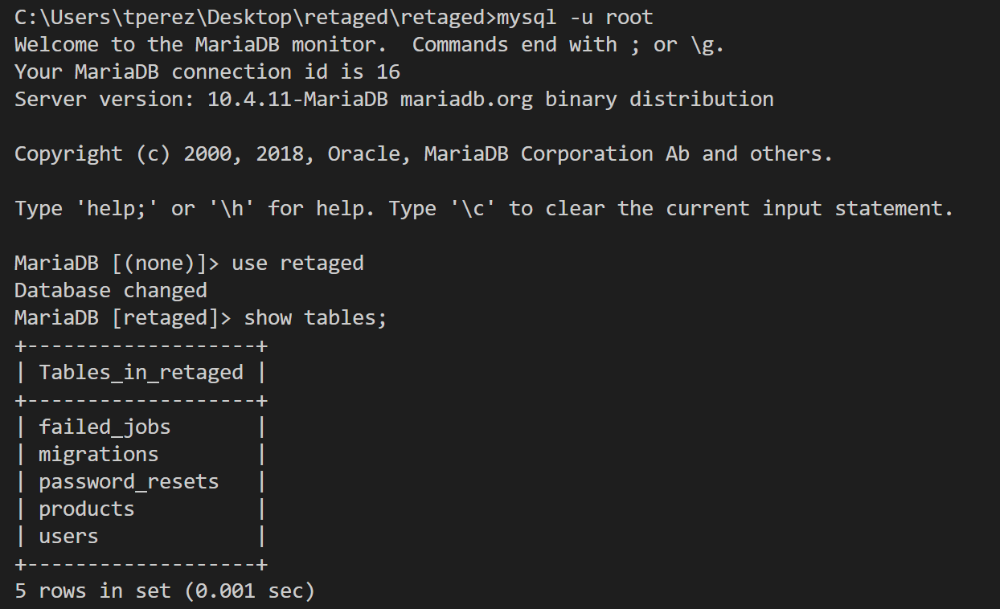 C:\Users\tperez\Desktop\retaged\retaged>mysql -u root
Welcome to the MariaDB monitor.  Commands end with ; or \g.
Your MariaDB connection id is 16
Server version: 10.4.11-MariaDB mariadb.org binary distribution

Copyright (c) 2000, 2018, Oracle, MariaDB Corporation Ab and others.

Type 'help;' or '\h' for help. Type '\c' to clear the current input statement.

MariaDB [(none)]> use retaged
Database changed
MariaDB [retaged]> show tables;
+-------------------+
| Tables_in_retaged |
+-------------------+
| failed_jobs       |
| migrations        |
| password_resets   |
| products          |
| users             |
+-------------------+
5 rows in set (0.001 sec)